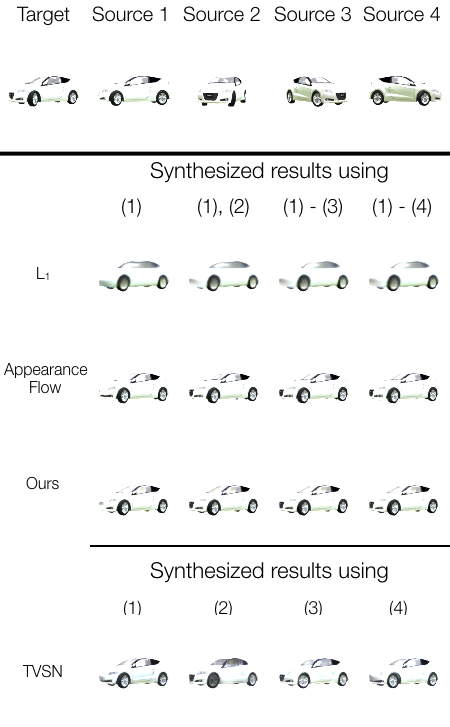 Target Source 1 Source 2 Source 3 Source 4
Synthesized results using
(1) (1), (2) (1) - (3) (1) - (4)
L₁
Appearance
Flow
Ours
Synthesized results using
(1) (2) (3) (4)
TVSN